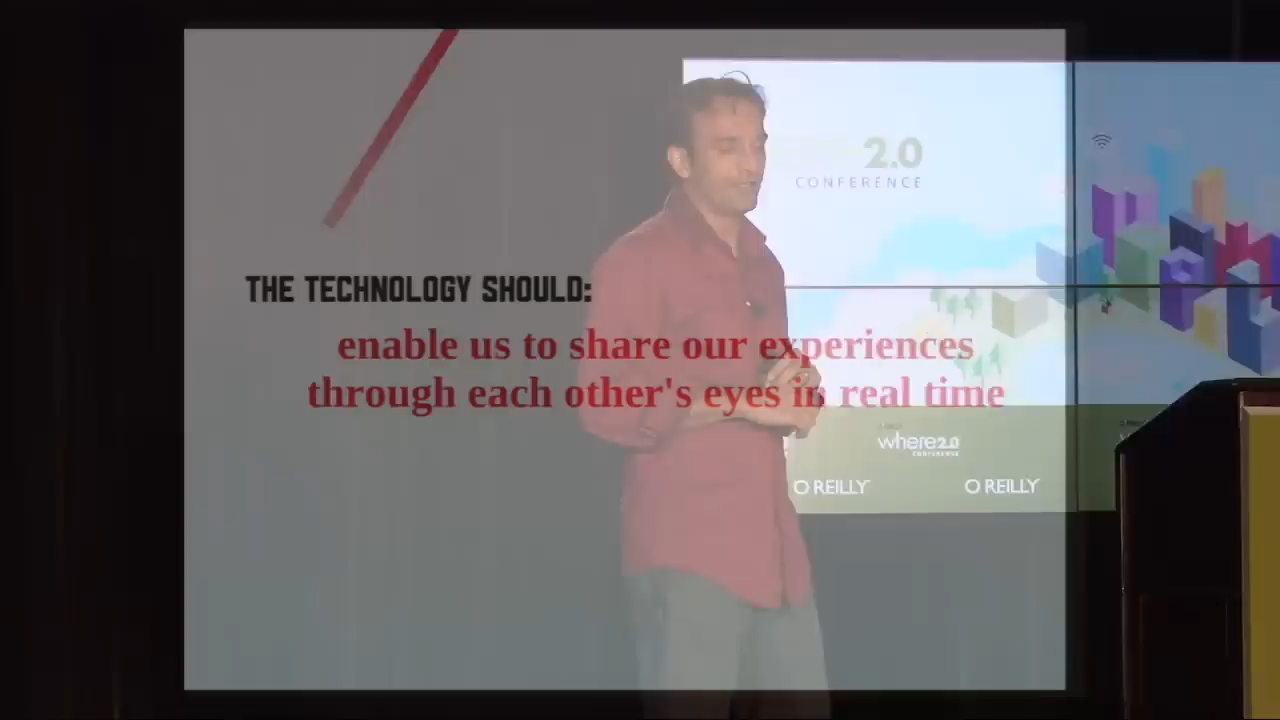 2.0
CONFERENCE
THE TECHNOLOGY SHOULD:
enable us to share our experiences
through each other's eyes in real time
where2.0
CONFERENCE
O REILLY
O REILLY